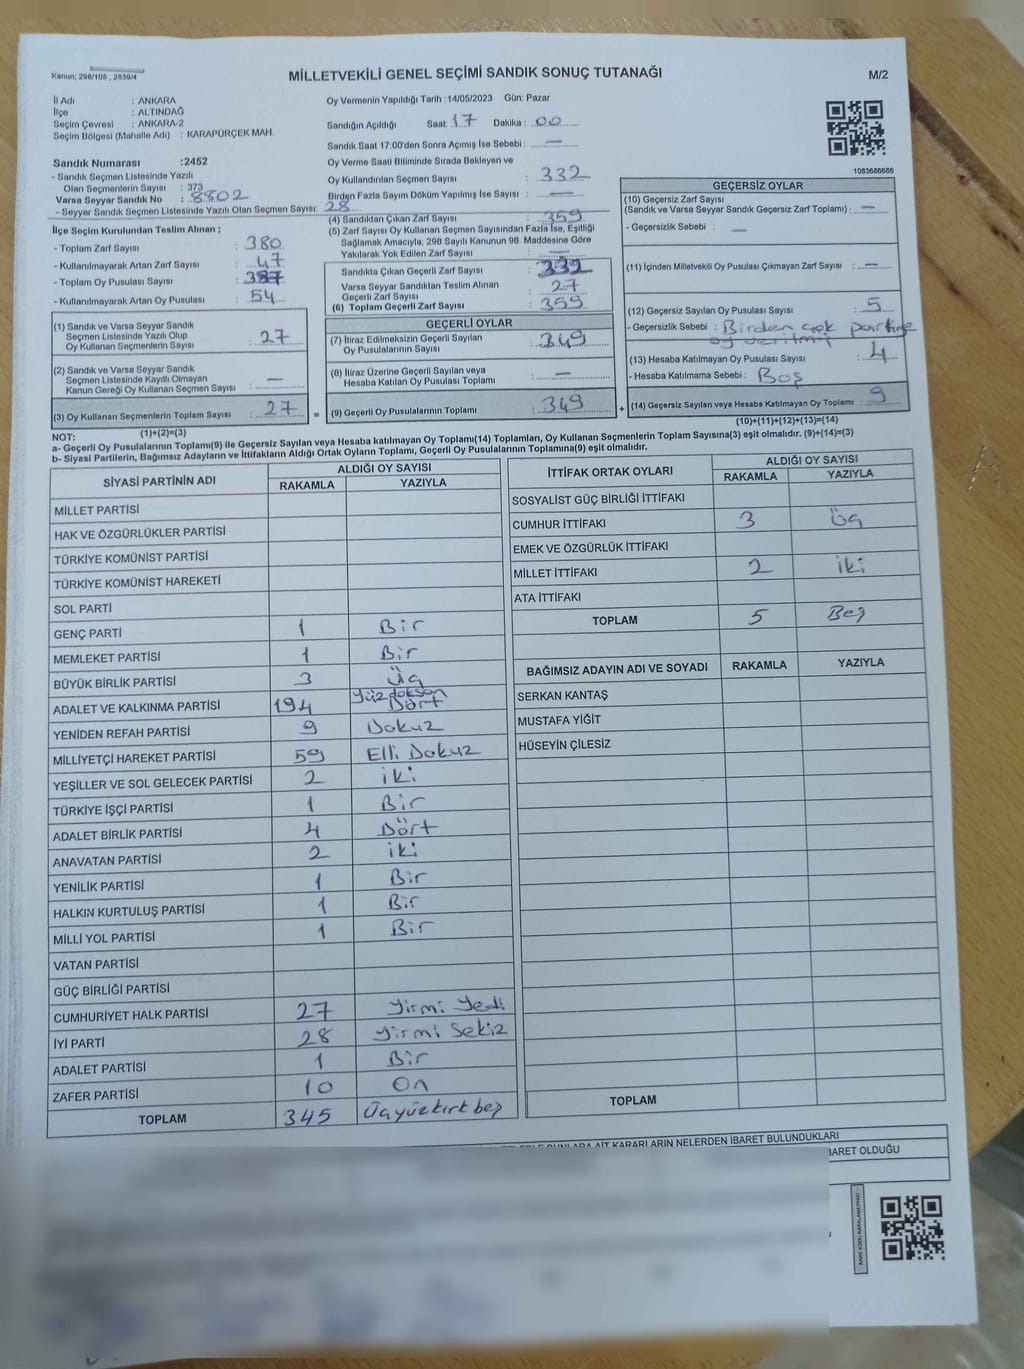 Kanun; 298/105 , 2839/4
MİLLETVEKİLİ GENEL SEÇİMİ SANDIK SONUÇ TUTANAĞI
M/2
İl Adı : ANKARA
İlçe : ALTINDAĞ
Seçim Çevresi : ANKARA-2
Seçim Bölgesi (Mahalle Adı) : KARAPÜRÇEK MAH.
Sandık Numarası :2452
- Sandık Seçmen Listesinde Yazılı
Olan Seçmenlerin Sayısı : 373
Varsa Seyyar Sandık No : 8802
- Seyyar Sandık Seçmen Listesinde Yazılı Olan Seçmen Sayısı: 28
İlçe Seçim Kurulundan Teslim Alınan ;
- Toplam Zarf Sayısı : 380
- Kullanılmayarak Artan Zarf Sayısı : 47
- Toplam Oy Pusulası Sayısı : 387
- Kullanılmayarak Artan Oy Pusulası : 54
Oy Vermenin Yapıldığı Tarih :14/05/2023 Gün: Pazar
Sandığın Açıldığı Saat: 17 Dakika : 00
Sandık Saat 17:00'den Sonra Açımış İse Sebebi : —
Oy Verme Saati Bitiminde Sırada Bekleyen ve
Oy Kullandırılan Seçmen Sayısı : 332
Birden Fazla Sayım Döküm Yapılmış İse Sayısı : —
(4) Sandıktan Çıkan Zarf Sayısı : 359
(5) Zarf Sayısı Oy Kullanan Seçmen Sayısından Fazla İse, Eşitliği
Sağlamak Amacıyla, 298 Sayılı Kanunun 98. Maddesine Göre
Yakılarak Yok Edilen Zarf Sayısı : —
Sandıkta Çıkan Geçerli Zarf Sayısı : 332
Varsa Seyyar Sandıktan Teslim Alınan
Geçerli Zarf Sayısı : 27
(6) Toplam Geçerli Zarf Sayısı : 359
1083686686
GEÇERSİZ OYLAR
(10) Geçersiz Zarf Sayısı
(Sandık ve Varsa Seyyar Sandık Geçersiz Zarf Toplamı) : —
- Geçersizlik Sebebi : —
(11) İçinden Milletvekili Oy Pusulası Çıkmayan Zarf Sayısı : —
(12) Geçersiz Sayılan Oy Pusulası Sayısı : 5
- Geçersizlik Sebebi : Birden çok partiye
oy verilmiş
(13) Hesaba Katılmayan Oy Pusulası Sayısı : 4
- Hesaba Katılmama Sebebi : Boş
(14) Geçersiz Sayılan veya Hesaba Katılmayan Oy Toplamı : 9
(10)+(11)+(12)+(13)=(14)
(1) Sandık ve Varsa Seyyar Sandık
Seçmen Listesinde Yazılı Olup
Oy Kullanan Seçmenlerin Sayısı : 27
(2) Sandık ve Varsa Seyyar Sandık
Seçmen Listesinde Kayıtlı Olmayan
Kanun Gereği Oy Kullanan Seçmen Sayısı : —
(3) Oy Kullanan Seçmenlerin Toplam Sayısı : 27 =
(1)+(2)=(3)
GEÇERLİ OYLAR
(7) İtiraz Edilmeksizin Geçerli Sayılan
Oy Pusulalarının Sayısı : 349
(8) İtiraz Üzerine Geçerli Sayılan veya
Hesaba Katılan Oy Pusulası Toplamı : —
(9) Geçerli Oy Pusulalarının Toplamı : 349 +
NOT:
a- Geçerli Oy Pusulalarının Toplamı(9) ile Geçersiz Sayılan veya Hesaba katılmayan Oy Toplamı(14) Toplamları, Oy Kullanan Seçmenlerin Toplam Sayısına(3) eşit olmalıdır. (9)+(14)=(3)
b- Siyasi Partilerin, Bağımsız Adayların ve İttifakların Aldığı Ortak Oyların Toplamı, Geçerli Oy Pusulalarının Toplamına(9) eşit olmalıdır.
SİYASİ PARTİNİN ADI ALDIĞI OY SAYISI
RAKAMLA YAZIYLA
MİLLET PARTİSİ
HAK VE ÖZGÜRLÜKLER PARTİSİ
TÜRKİYE KOMÜNİST PARTİSİ
TÜRKİYE KOMÜNİST HAREKETİ
SOL PARTİ
GENÇ PARTİ 1 Bir
MEMLEKET PARTİSİ 1 Bir
BÜYÜK BİRLİK PARTİSİ 3 Üç
ADALET VE KALKINMA PARTİSİ 194 Yüzdoksan Dört
YENİDEN REFAH PARTİSİ 9 Dokuz
MİLLİYETÇİ HAREKET PARTİSİ 59 Elli Dokuz
YEŞİLLER VE SOL GELECEK PARTİSİ 2 iki
TÜRKİYE İŞÇİ PARTİSİ 1 Bir
ADALET BİRLİK PARTİSİ 4 Dört
ANAVATAN PARTİSİ 2 iki
YENİLİK PARTİSİ 1 Bir
HALKIN KURTULUŞ PARTİSİ 1 Bir
MİLLİ YOL PARTİSİ 1 Bir
VATAN PARTİSİ
GÜÇ BİRLİĞİ PARTİSİ
CUMHURİYET HALK PARTİSİ 27 Yirmi Yedi
İYİ PARTİ 28 Yirmi Sekiz
ADALET PARTİSİ 1 Bir
ZAFER PARTİSİ 10 On
TOPLAM 345 Üçyüzkırk beş
İTTİFAK ORTAK OYLARI ALDIĞI OY SAYISI
RAKAMLA YAZIYLA
SOSYALİST GÜÇ BİRLİĞİ İTTİFAKI
CUMHUR İTTİFAKI 3 Üç
EMEK VE ÖZGÜRLÜK İTTİFAKI
MİLLET İTTİFAKI 2 iki
ATA İTTİFAKI
TOPLAM 5 Beş
BAĞIMSIZ ADAYIN ADI VE SOYADI RAKAMLA YAZIYLA
SERKAN KANTAŞ
MUSTAFA YİĞİT
HÜSEYİN ÇİLESİZ
TOPLAM
AİT KARARLARIN NELERDEN İBARET BULUNDUKLARI
BARET OLDUĞU